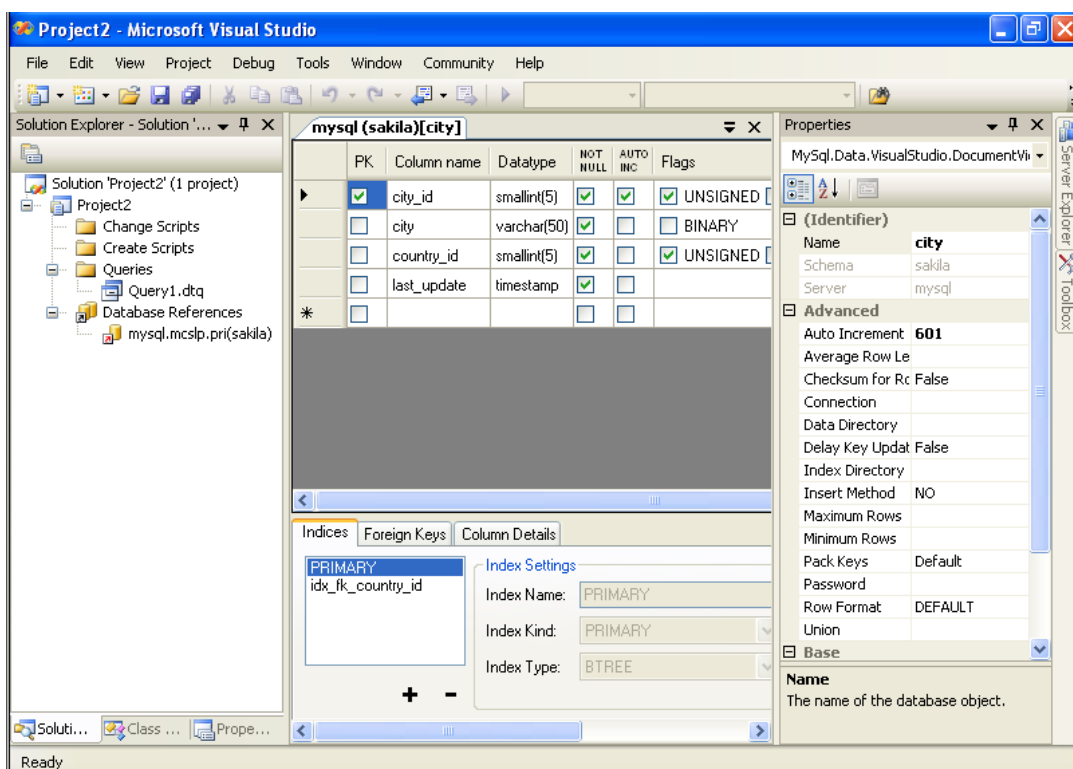 Project2 - Microsoft Visual Studio
File Edit View Project Debug Tools Window Community Help
Solution Explorer - Solution '...
Solution 'Project2' (1 project)
Project2
Change Scripts
Create Scripts
Queries
Query1.dtq
Database References
mysql.mcslp.pri(sakila)
Soluti... Class ... Prope...
mysql (sakila)[city]
PK Column name Datatype NOT NULL AUTO INC Flags
city_id smallint(5) UNSIGNED
city varchar(50) BINARY
country_id smallint(5) UNSIGNED
last_update timestamp
Indices Foreign Keys Column Details
PRIMARY
idx_fk_country_id
Index Settings
Index Name: PRIMARY
Index Kind: PRIMARY
Index Type: BTREE
Properties
MySql.Data.VisualStudio.DocumentVi
(Identifier)
Name city
Schema sakila
Server mysql
Advanced
Auto Increment 601
Average Row Le
Checksum for Ro False
Connection
Data Directory
Delay Key Updat False
Index Directory
Insert Method NO
Maximum Rows
Minimum Rows
Pack Keys Default
Password
Row Format DEFAULT
Union
Base
Name
The name of the database object.
Server Explorer
Toolbox
Ready